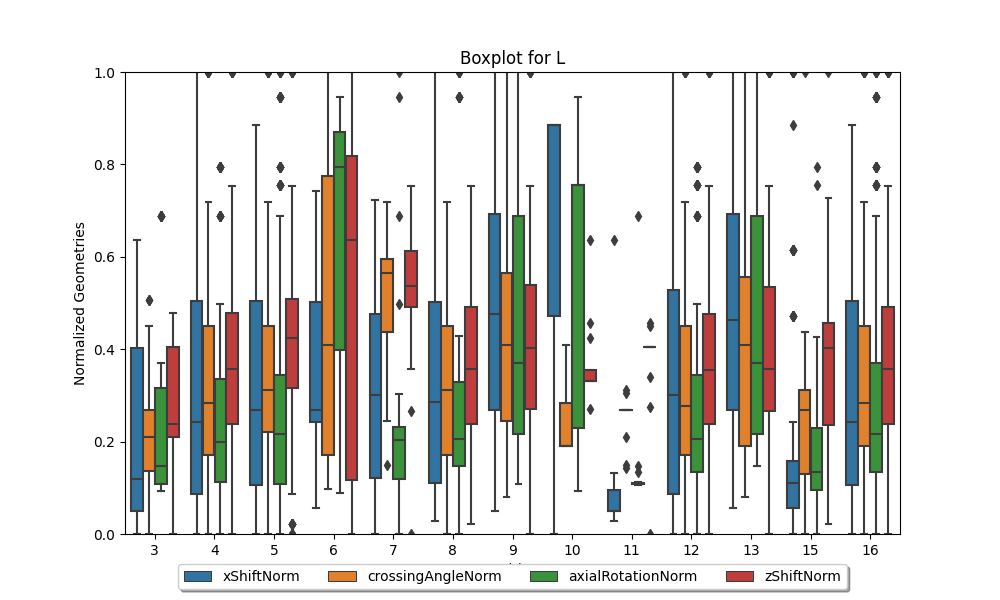 Boxplot for L
1.0
0.8
0.6
0.4
0.2
0.0
Normalized Geometries
3 4 5 6 7 8 9 10 11 12 13 15 16
xShiftNorm crossingAngleNorm axialRotationNorm zShiftNorm